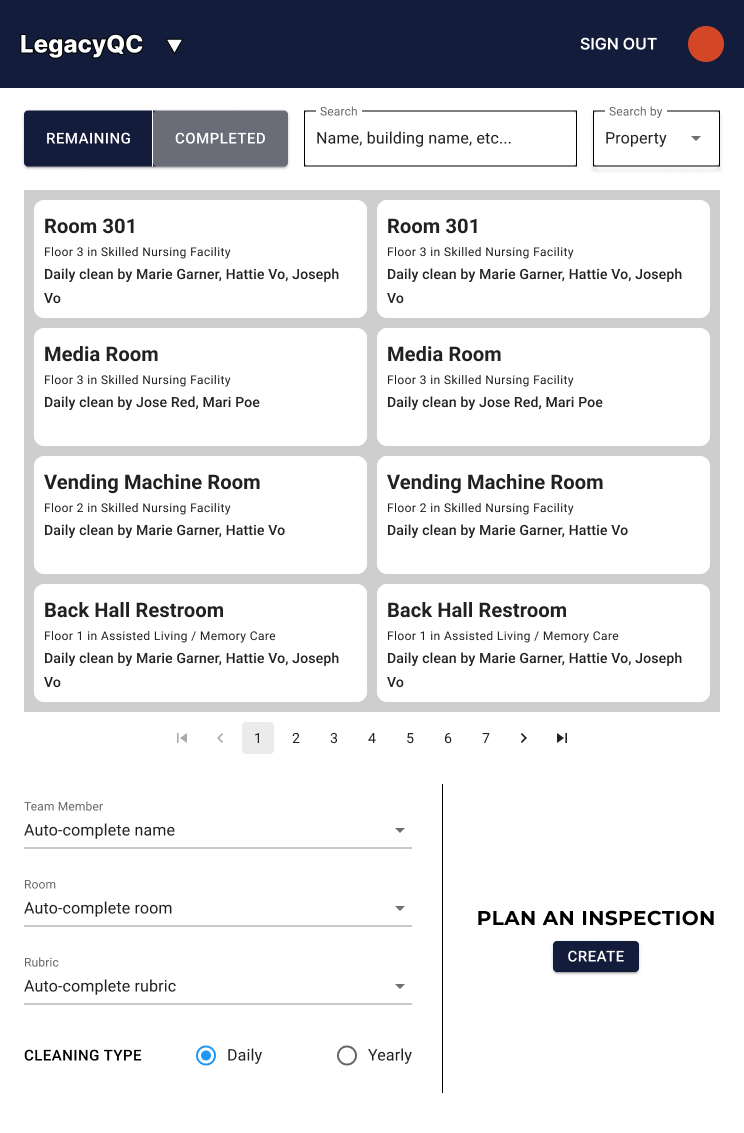 LegacyQC ▼
SIGN OUT
REMAINING
COMPLETED
Search
Name, building name, etc...
Search by
Property
Room 301
Floor 3 in Skilled Nursing Facility
Daily clean by Marie Garner, Hattie Vo, Joseph
Vo
Room 301
Floor 3 in Skilled Nursing Facility
Daily clean by Marie Garner, Hattie Vo, Joseph
Vo
Media Room
Floor 3 in Skilled Nursing Facility
Daily clean by Jose Red, Mari Poe
Media Room
Floor 3 in Skilled Nursing Facility
Daily clean by Jose Red, Mari Poe
Vending Machine Room
Floor 2 in Skilled Nursing Facility
Daily clean by Marie Garner, Hattie Vo
Vending Machine Room
Floor 2 in Skilled Nursing Facility
Daily clean by Marie Garner, Hattie Vo
Back Hall Restroom
Floor 1 in Assisted Living / Memory Care
Daily clean by Marie Garner, Hattie Vo, Joseph
Vo
Back Hall Restroom
Floor 1 in Assisted Living / Memory Care
Daily clean by Marie Garner, Hattie Vo, Joseph
Vo
1 2 3 4 5 6 7
Team Member
Auto-complete name
Room
Auto-complete room
Rubric
Auto-complete rubric
CLEANING TYPE
Daily
Yearly
PLAN AN INSPECTION
CREATE